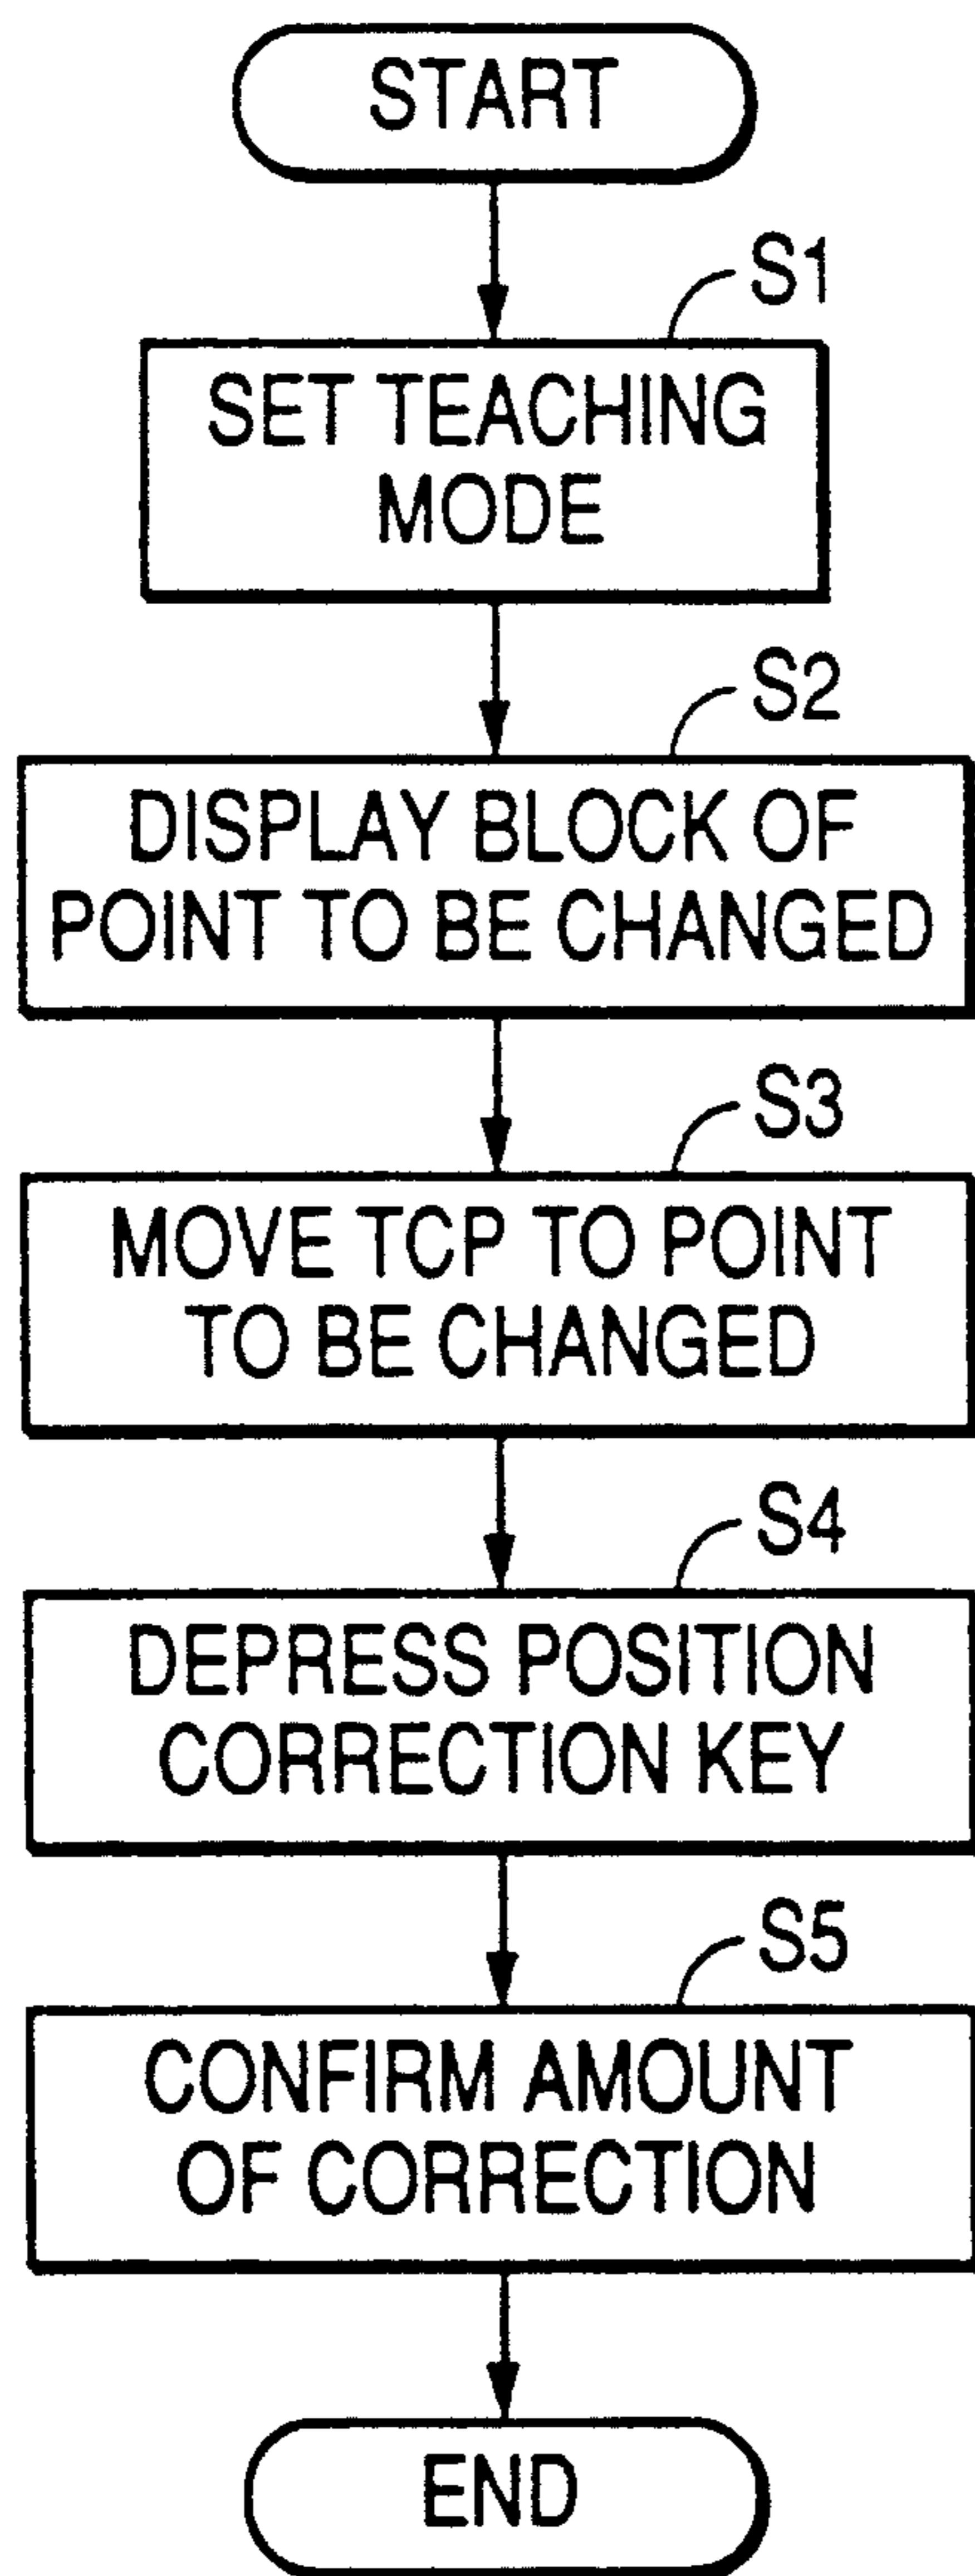 START
S1
SET TEACHING
MODE
S2
DISPLAY BLOCK OF
POINT TO BE CHANGED
S3
MOVE TCP TO POINT
TO BE CHANGED
S4
DEPRESS POSITION
CORRECTION KEY
S5
CONFIRM AMOUNT
OF CORRECTION
END